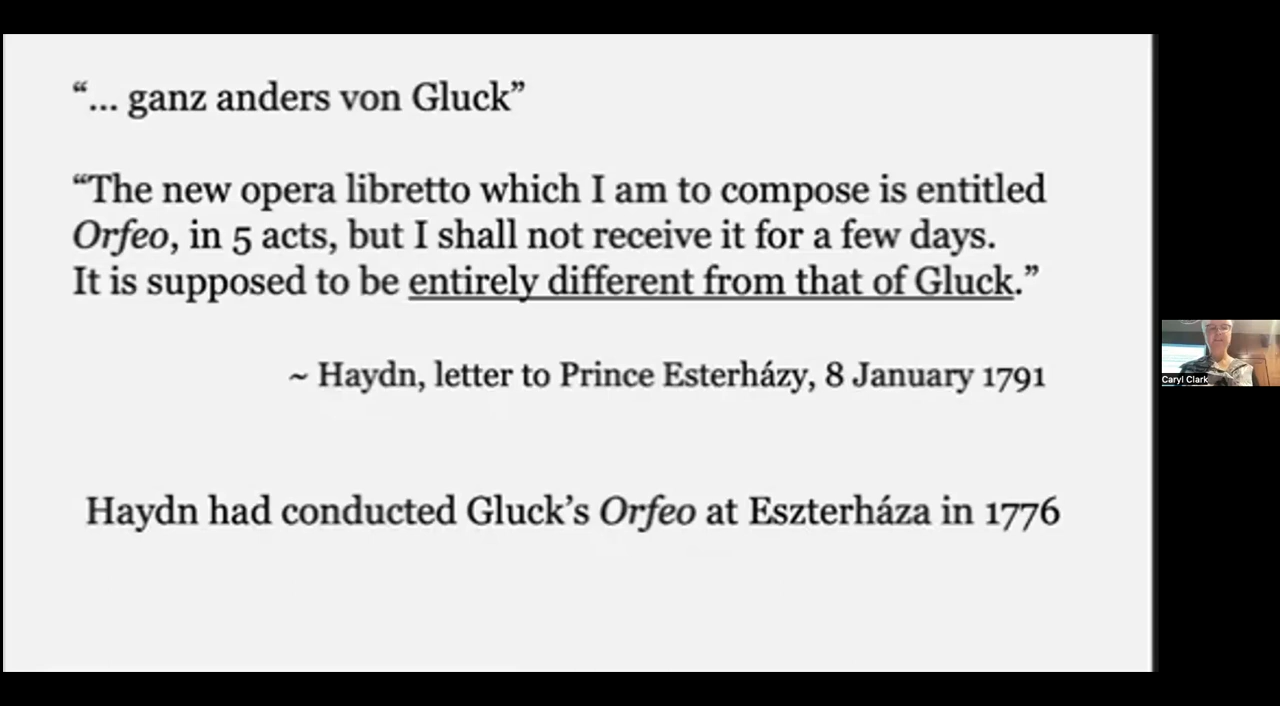 “... ganz anders von Gluck”
“The new opera libretto which I am to compose is entitled
Orfeo, in 5 acts, but I shall not receive it for a few days.
It is supposed to be entirely different from that of Gluck.”
~ Haydn, letter to Prince Esterházy, 8 January 1791
Caryl Clark
Haydn had conducted Gluck’s Orfeo at Eszterháza in 1776